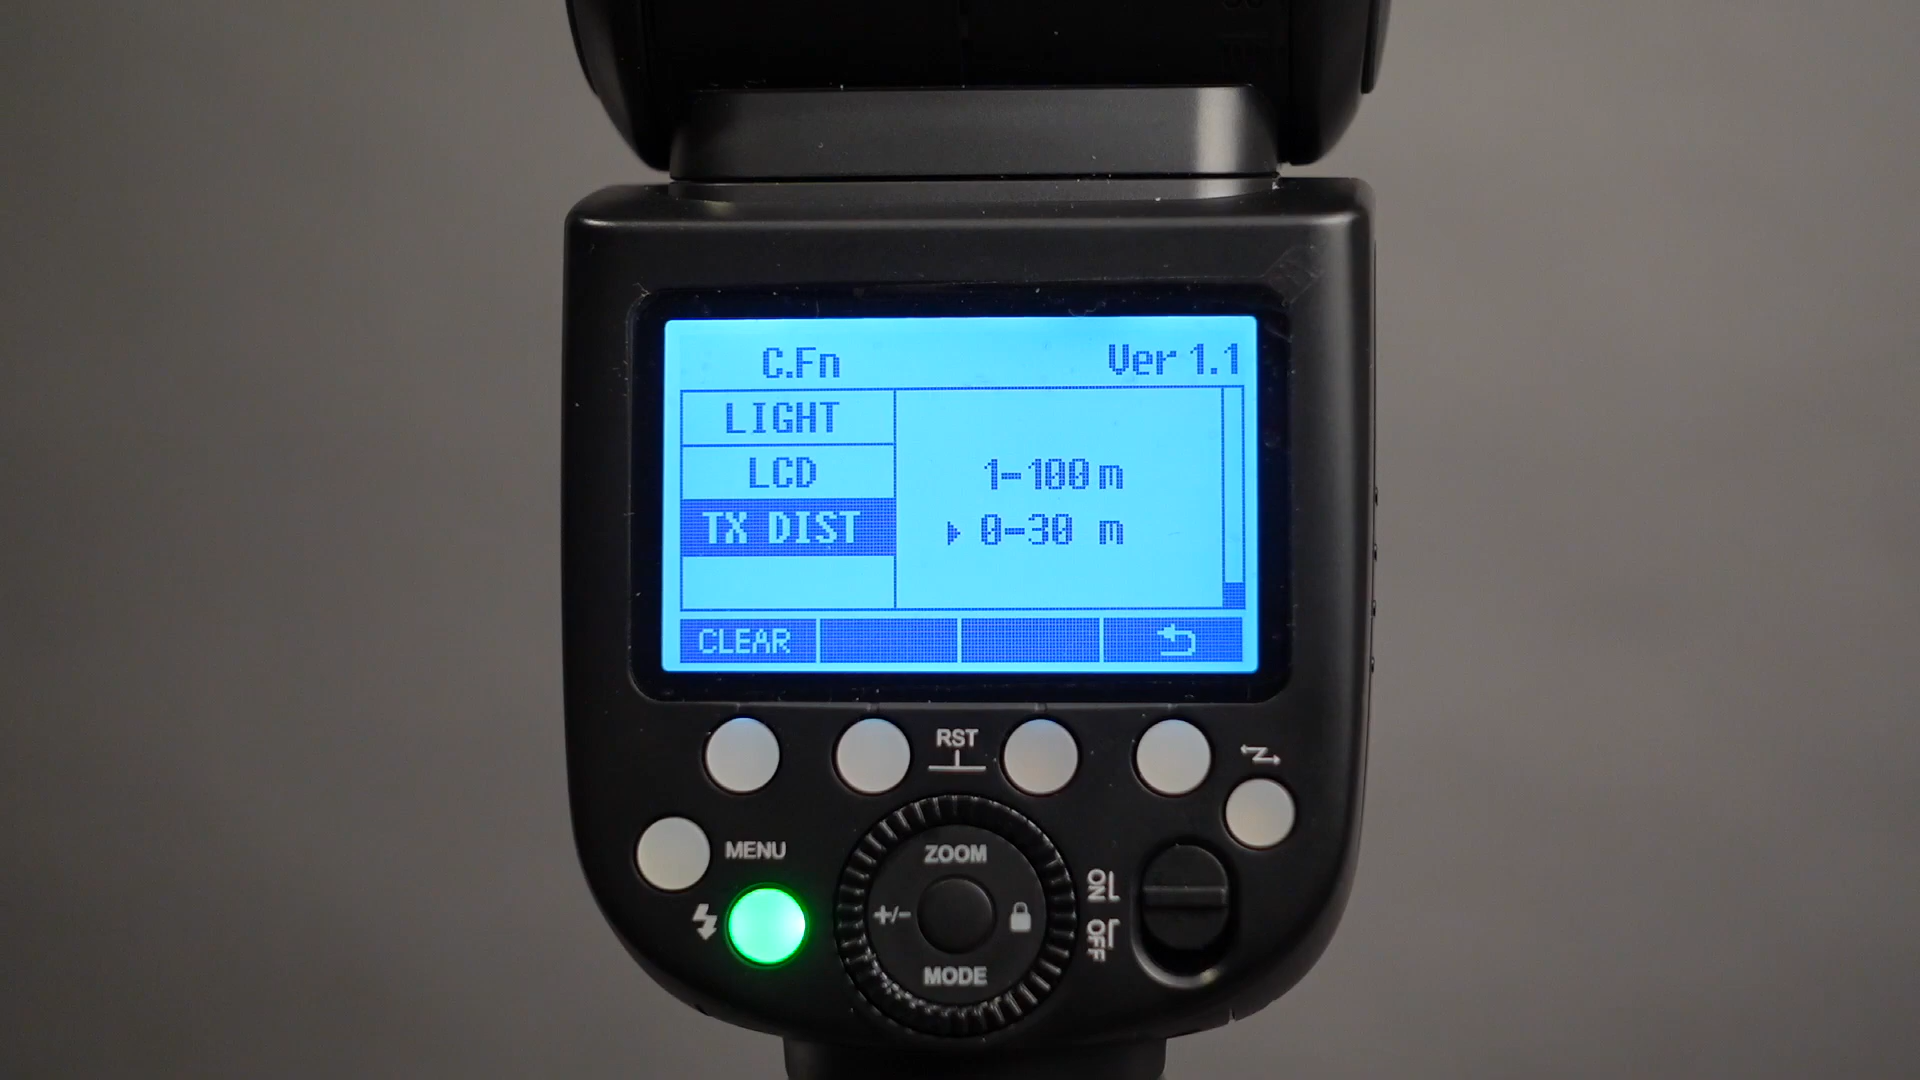 C.Fn Ver 1.1
LIGHT
LCD 1-100 m
TX DIST 0-30 m
CLEAR
RST
MENU
ZOOM
+/-
ON
OFF
MODE